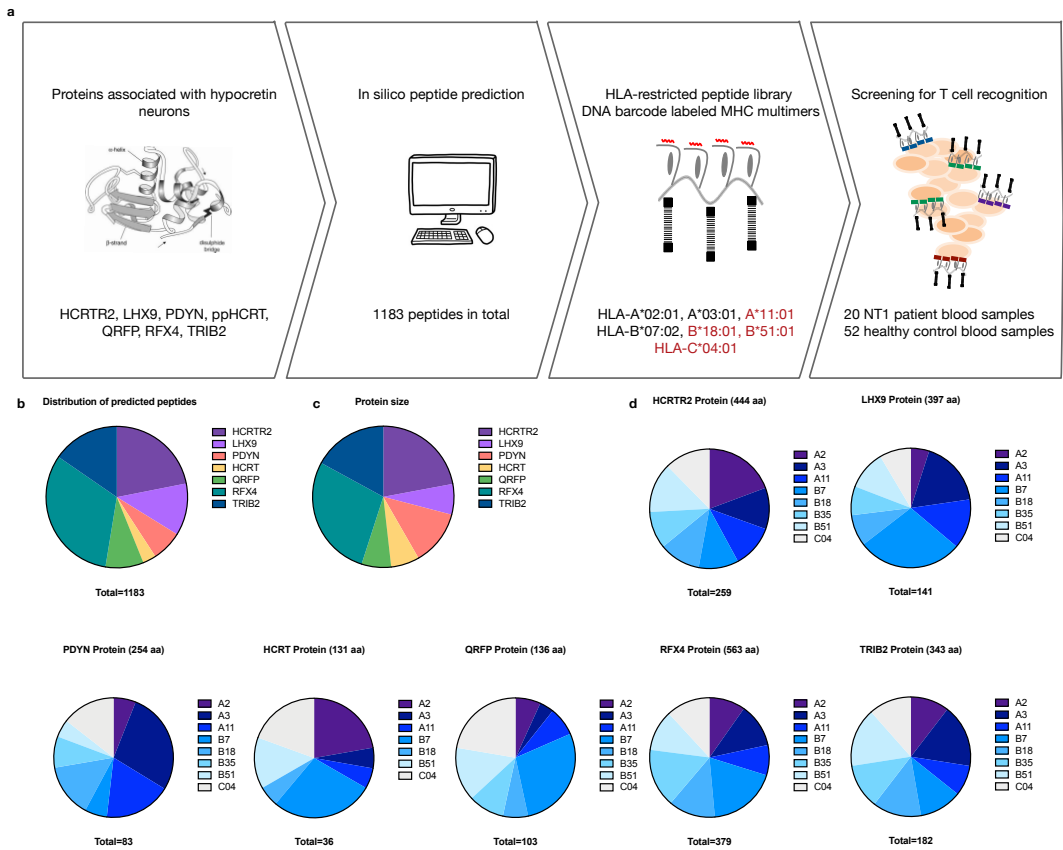 a
Proteins associated with hypocretin
neurons
α-helix
β-strand
disulphide
bridge
HCRTR2, LHX9, PDYN, ppHCRT,
QRFP, RFX4, TRIB2
In silico peptide prediction
1183 peptides in total
HLA-restricted peptide library
DNA barcode labeled MHC multimers
HLA-A*02:01, A*03:01, A*11:01
HLA-B*07:02, B*18:01, B*51:01
HLA-C*04:01
Screening for T cell recognition
20 NT1 patient blood samples
52 healthy control blood samples
b
Distribution of predicted peptides
HCRTR2
LHX9
PDYN
HCRT
QRFP
RFX4
TRIB2
Total=1183
c
Protein size
HCRTR2
LHX9
PDYN
HCRT
QRFP
RFX4
TRIB2
d
HCRTR2 Protein (444 aa)
A2
A3
A11
B7
B18
B35
B51
C04
Total=259
LHX9 Protein (397 aa)
A2
A3
A11
B7
B18
B35
B51
C04
Total=141
PDYN Protein (254 aa)
A2
A3
A11
B7
B18
B35
B51
C04
Total=83
HCRT Protein (131 aa)
A2
A3
A11
B7
B18
B51
C04
Total=36
QRFP Protein (136 aa)
A2
A3
A11
B7
B18
B35
B51
C04
Total=103
RFX4 Protein (563 aa)
A2
A3
A11
B7
B18
B35
B51
C04
Total=379
TRIB2 Protein (343 aa)
A2
A3
A11
B7
B18
B35
B51
C04
Total=182